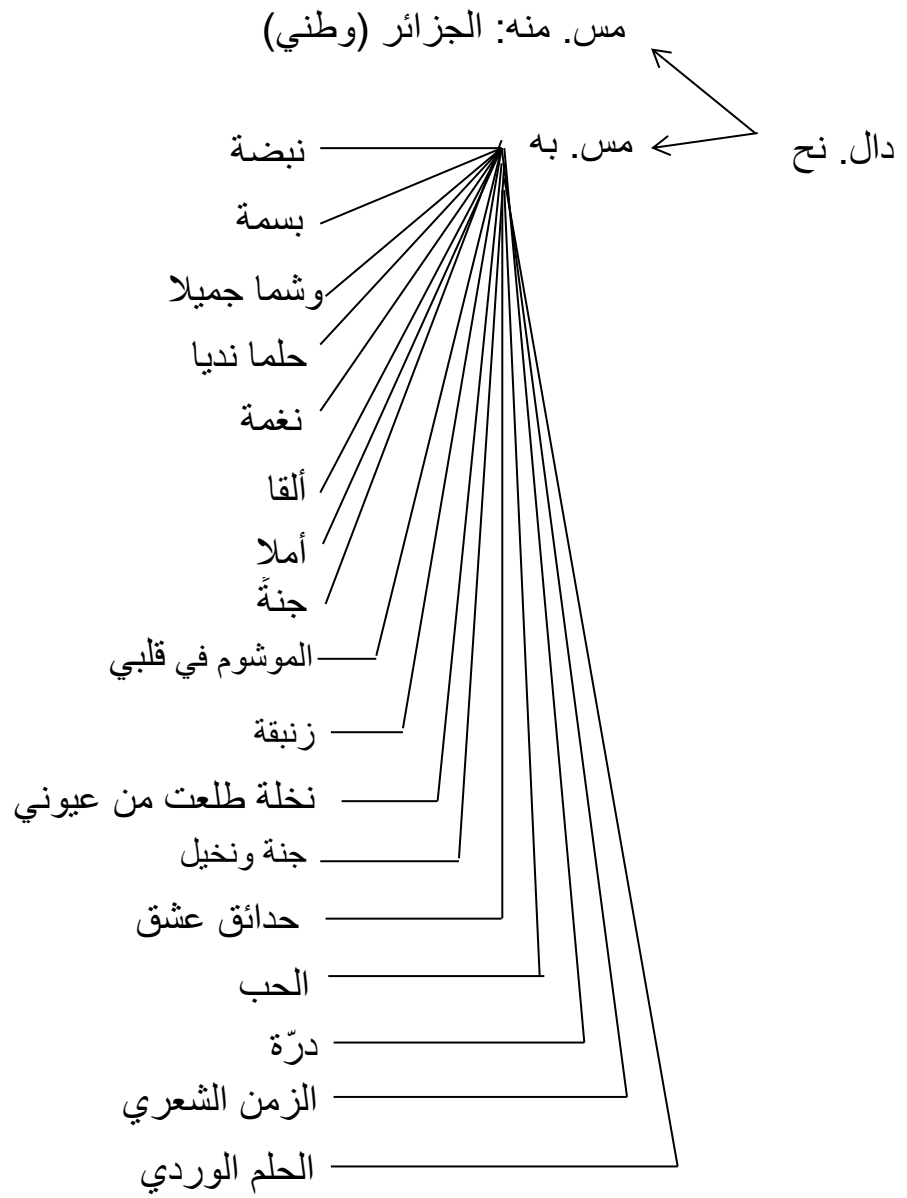 مس. منه: الجزائر (وطني)
دال. نح
مس. به
نبضة
بسمة
وشما جميلا
حلما نديا
نغمة
ألقا
أملا
جنةً
الموشوم في قلبي
زنبقة
نخلة طلعت من عيوني
جنة ونخيل
حدائق عشق
الحب
درّة
الزمن الشعري
الحلم الوردي